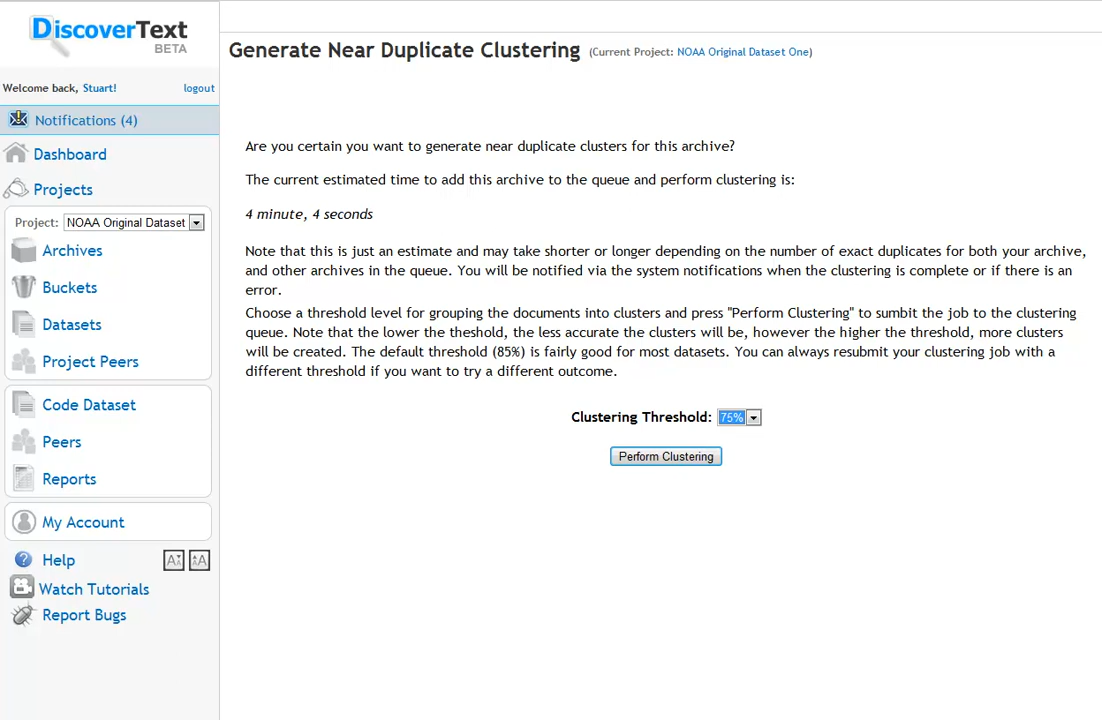 DiscoverText
BETA
Welcome back, Stuart!
logout
Notifications (4)
Dashboard
Projects
Project: NOAA Original Dataset
Archives
Buckets
Datasets
Project Peers
Code Dataset
Peers
Reports
My Account
Help
Watch Tutorials
Report Bugs
Generate Near Duplicate Clustering (Current Project: NOAA Original Dataset One)
Are you certain you want to generate near duplicate clusters for this archive?
The current estimated time to add this archive to the queue and perform clustering is:
4 minute, 4 seconds
Note that this is just an estimate and may take shorter or longer depending on the number of exact duplicates for both your archive,
and other archives in the queue. You will be notified via the system notifications when the clustering is complete or if there is an
error.
Choose a threshold level for grouping the documents into clusters and press "Perform Clustering" to sumbit the job to the clustering
queue. Note that the lower the theshold, the less accurate the clusters will be, however the higher the threshold, more clusters
will be created. The default threshold (85%) is fairly good for most datasets. You can always resubmit your clustering job with a
different threshold if you want to try a different outcome.
Clustering Threshold: 75%
Perform Clustering